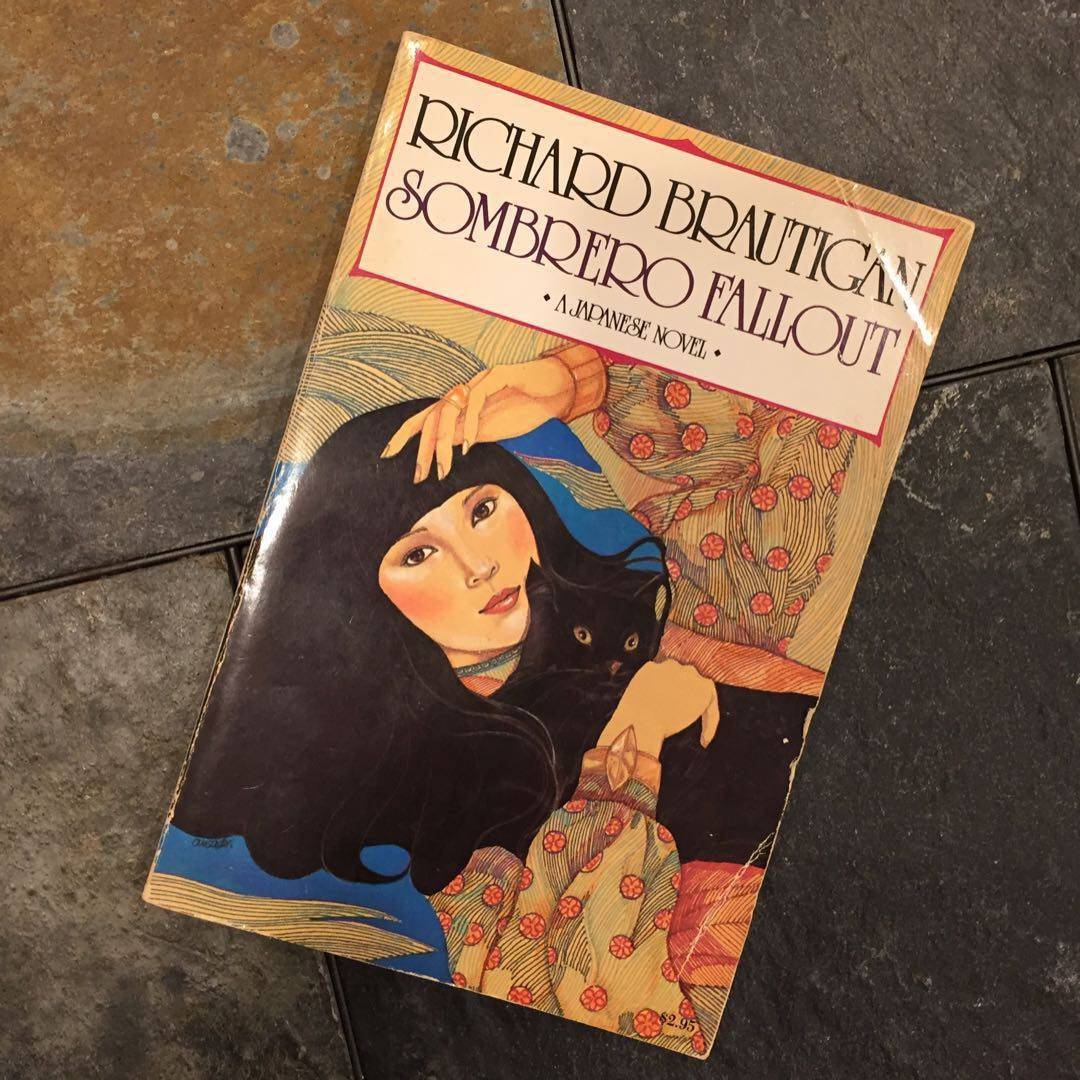 RICHARD BRAUTIGAN
SOMBRERO FALLOUT
◆ A JAPANESE NOVEL ◆
$2.95